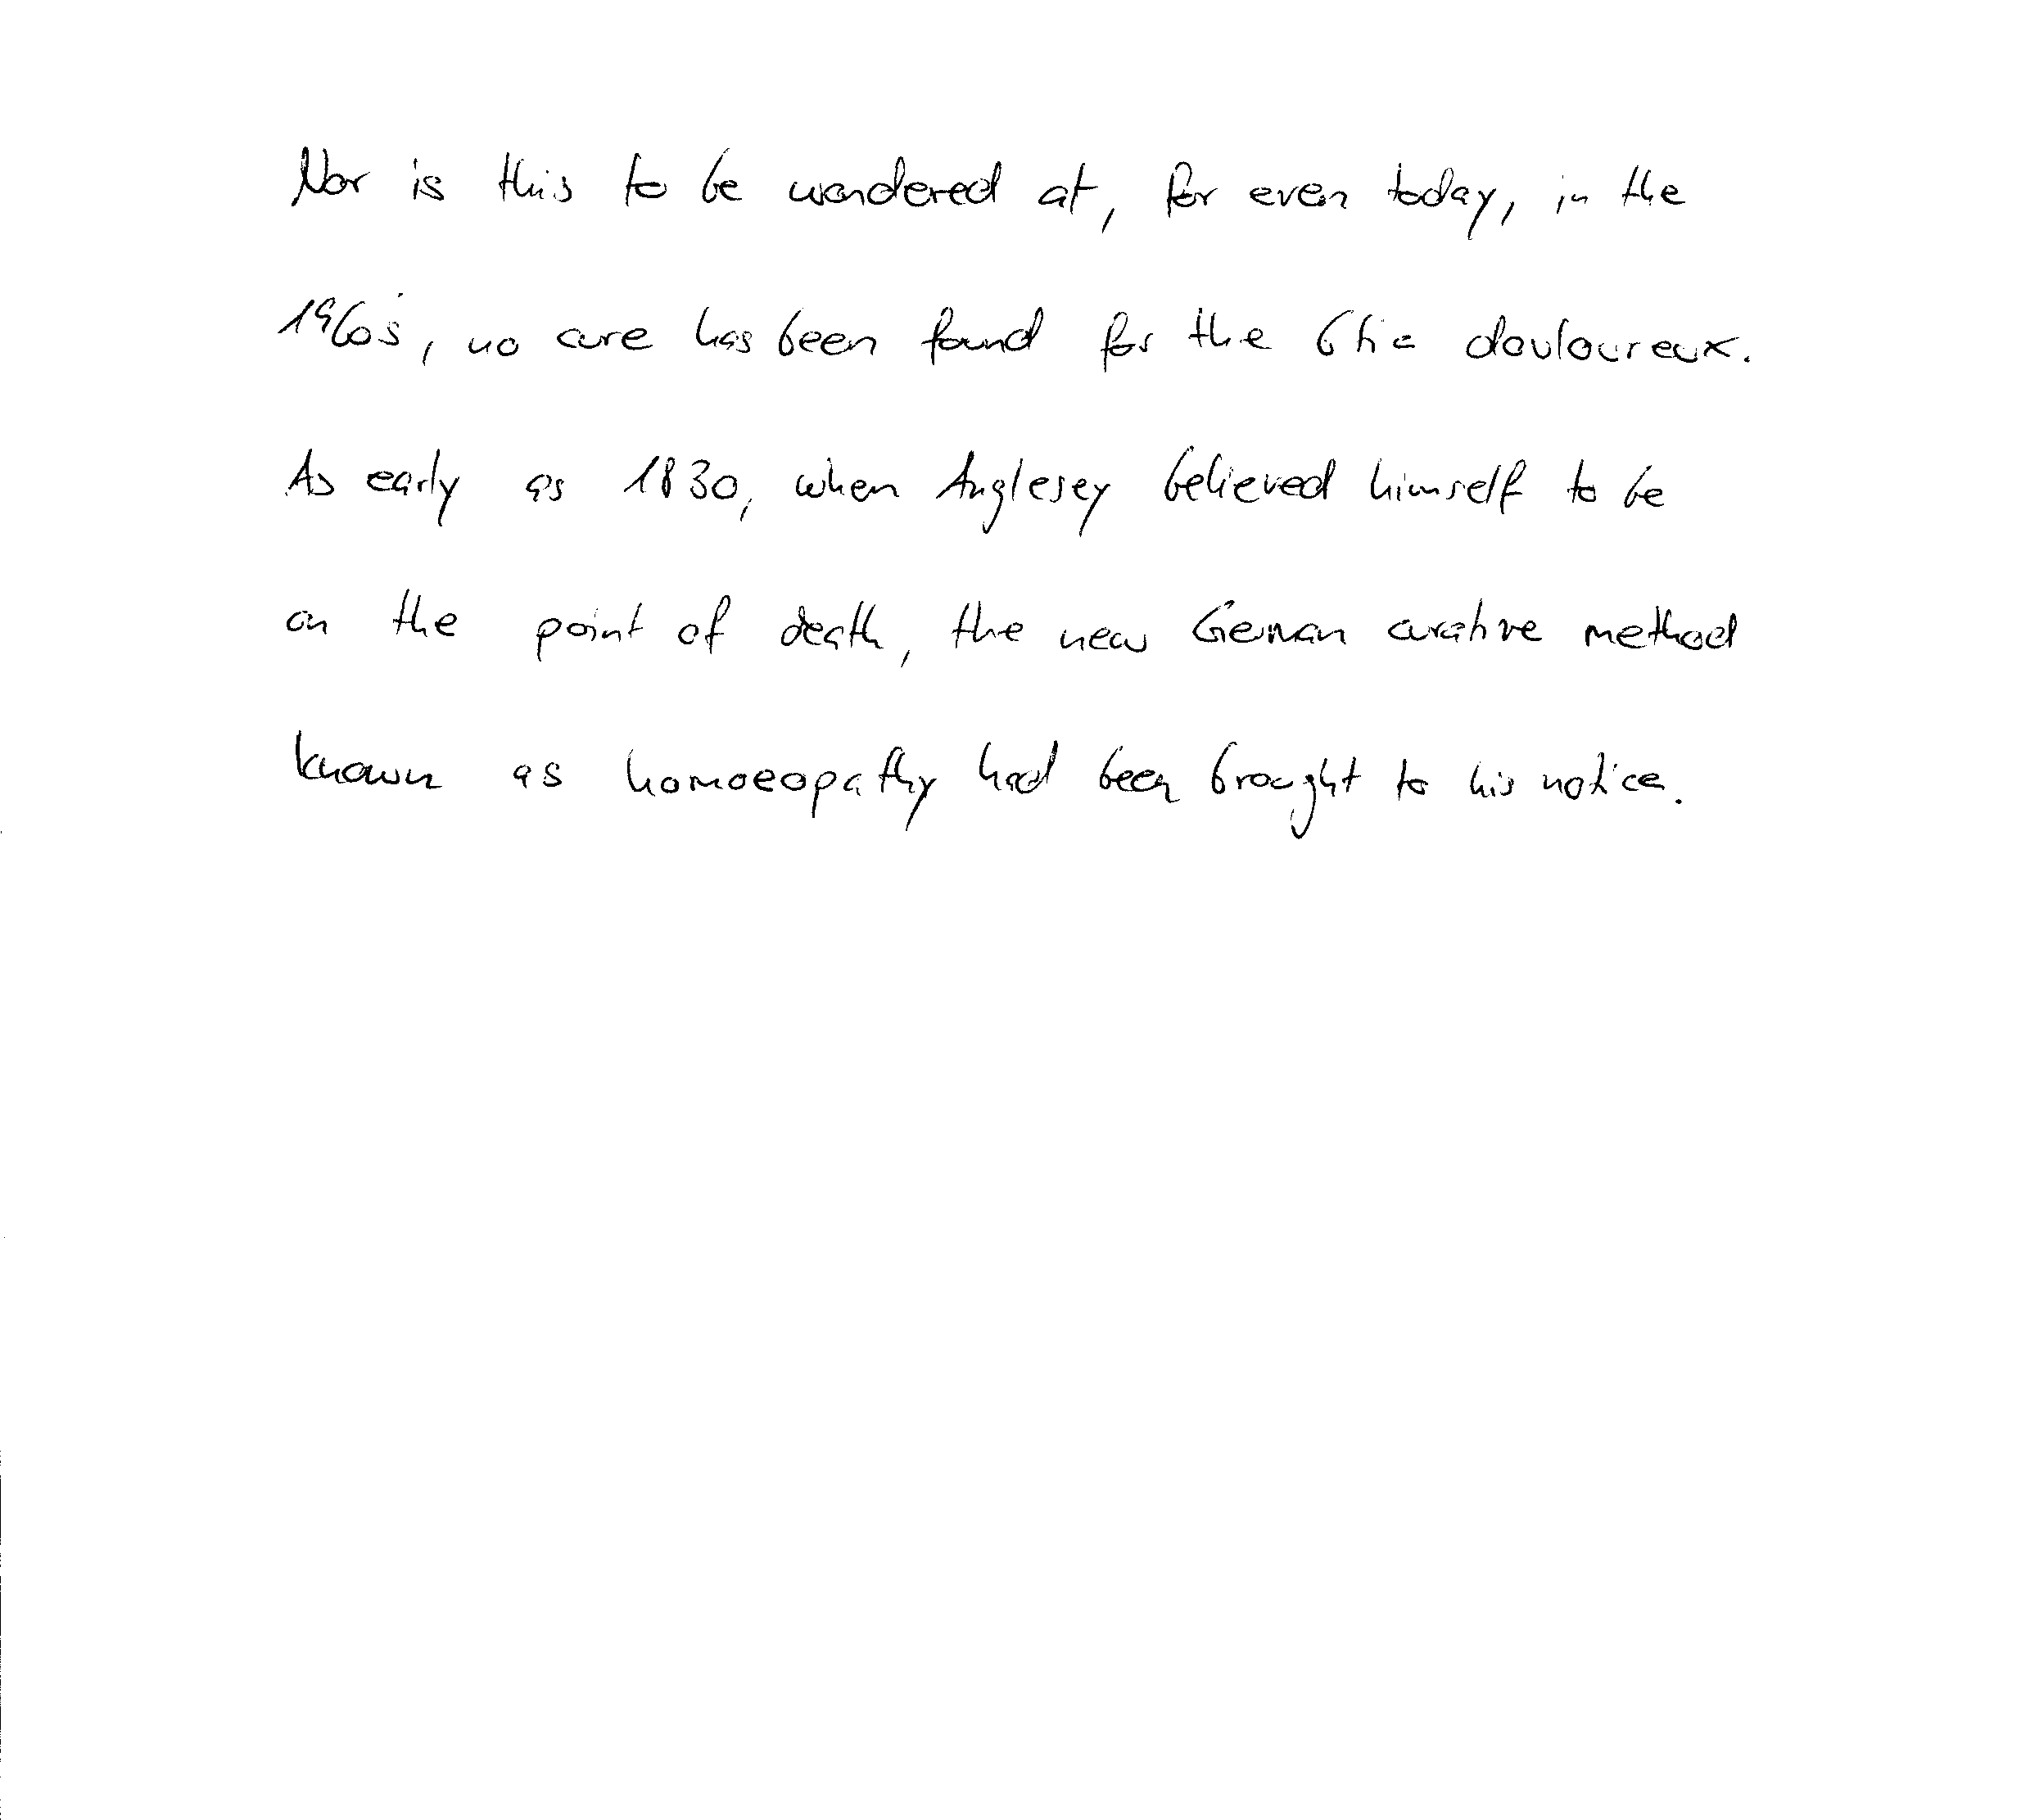 Nor is this to be wondered at, for even today, in the
1960's, no cure has been found for the tic douloureux.
As early as 1830, when Anglesey believed himself to be
on the point of death, the new German curative method
known as homoeopathy had been brought to his notice.